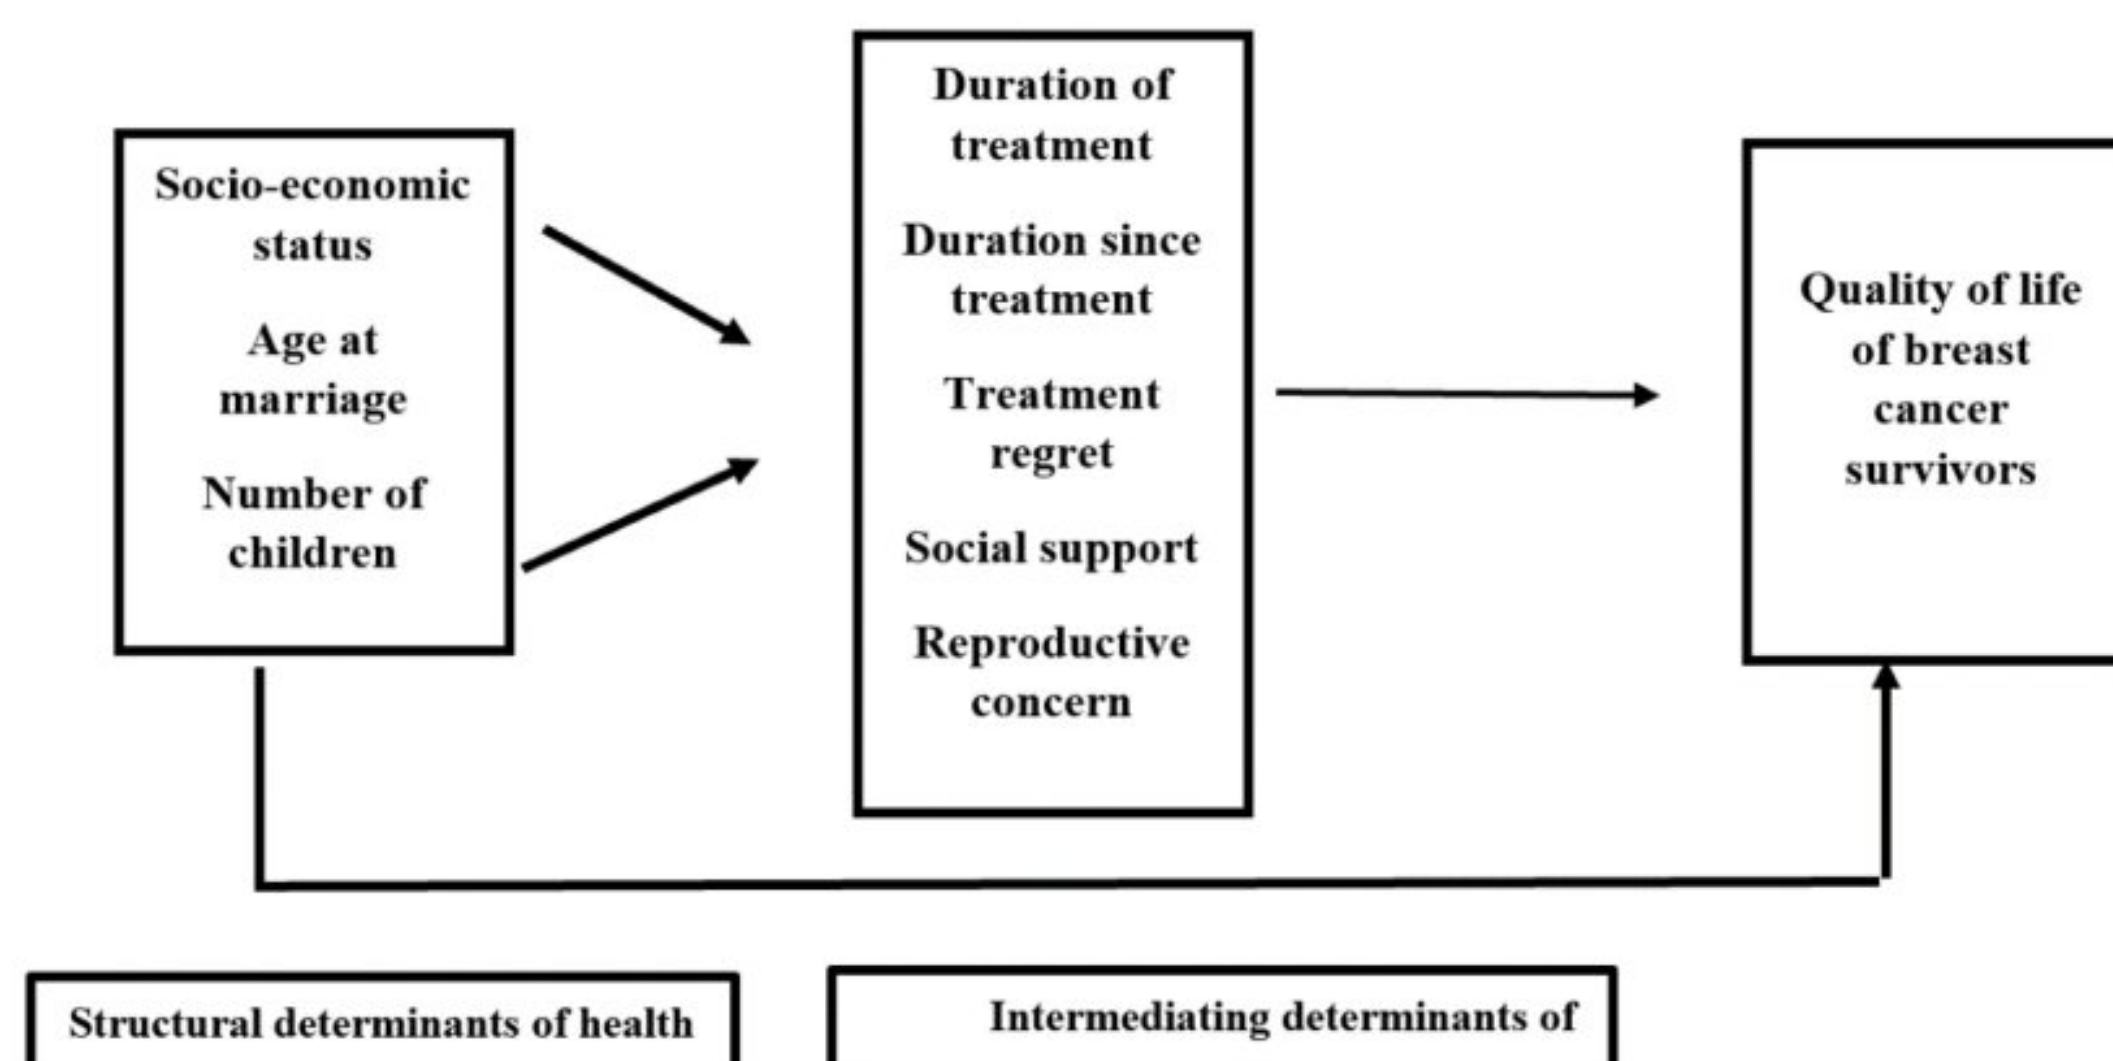 Socio-economic
status
Age at
marriage
Number of
children
Duration of
treatment
Duration since
treatment
Treatment
regret
Social support
Reproductive
concern
Quality of life
of breast
cancer
survivors
Structural determinants of health
Intermediating determinants of